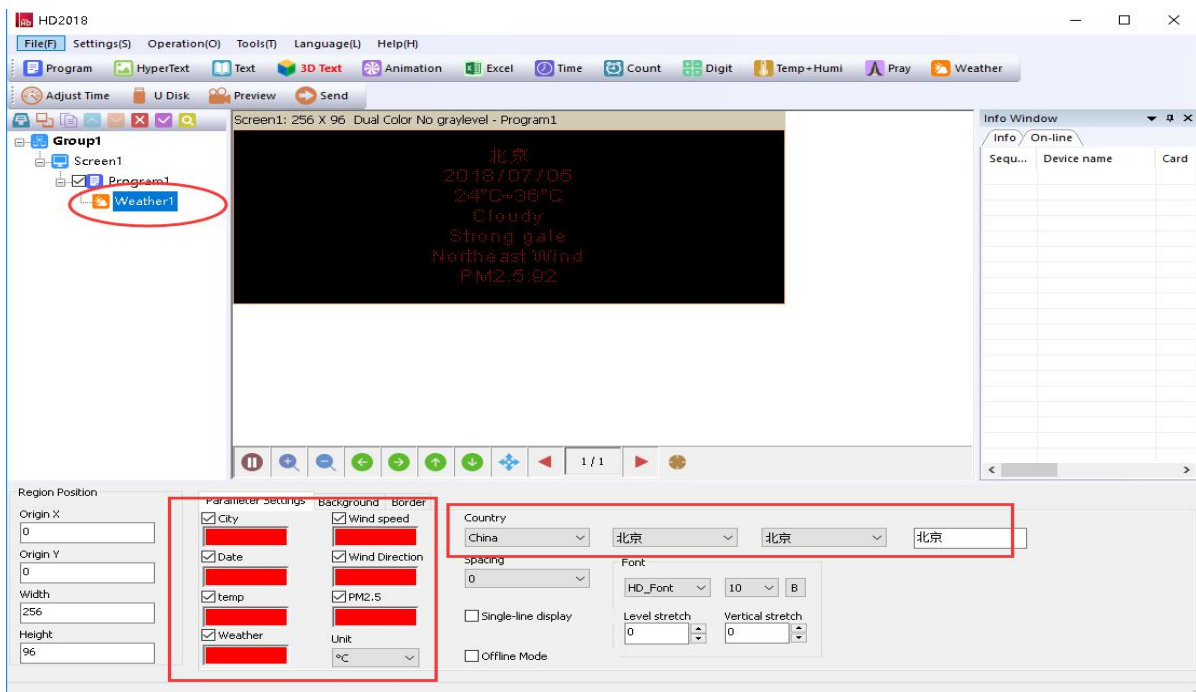 HD2018
File(F) Settings(S) Operation(O) Tools(T) Language(L) Help(H)
Program HyperText Text 3D Text Animation Excel Time Count Digit Temp+Humi Pray Weather
Adjust Time U Disk Preview Send
Group1
Screen1
Program1
Weather1
Screen1: 256 X 96 Dual Color No graylevel - Program1
北京
2018/07/05
24°C~36°C
Cloudy
Strong gale
Northeast Wind
PM2.5:92
1/1
Info Window
Info On-line
Sequ... Device name Card
Region Position
Origin X
0
Origin Y
0
Width
256
Height
96
Parameter Settings Background Border
City Wind speed
Date Wind Direction
temp PM2.5
Weather Unit
°C
Country
China 北京 北京 北京
Spacing
0
Single-line display
Offline Mode
Font
HD_Font 10 B
Level stretch Vertical stretch
0 0